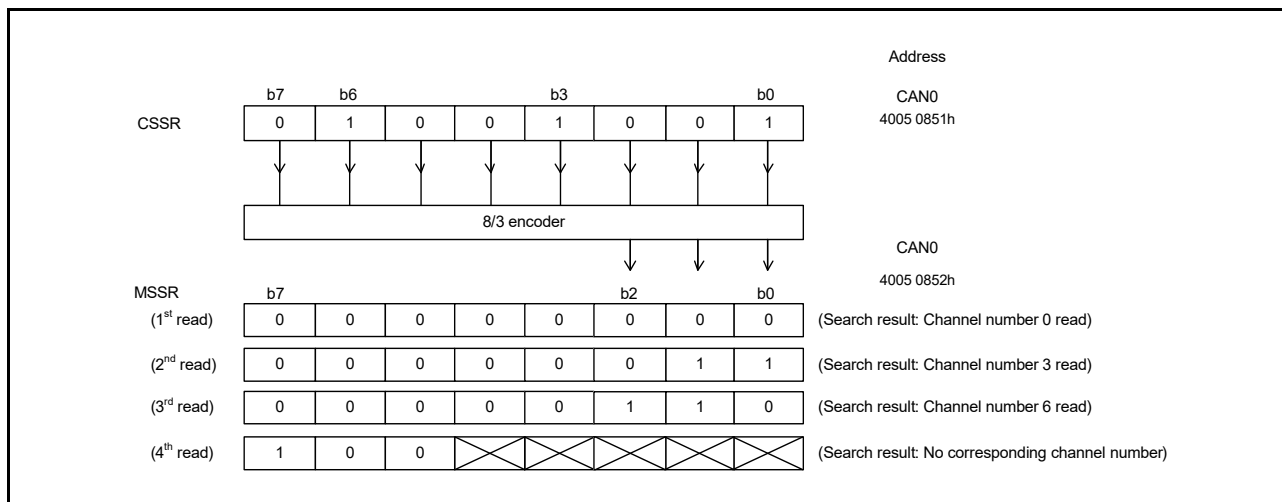 Address
b7 b6 b3 b0 CAN0
CSSR 0 1 0 0 1 0 0 1 4005 0851h
8/3 encoder
CAN0
4005 0852h
MSSR b7 b2 b0
(1st read) 0 0 0 0 0 0 0 0 (Search result: Channel number 0 read)
(2nd read) 0 0 0 0 0 0 1 1 (Search result: Channel number 3 read)
(3rd read) 0 0 0 0 0 1 1 0 (Search result: Channel number 6 read)
(4th read) 1 0 0 (Search result: No corresponding channel number)